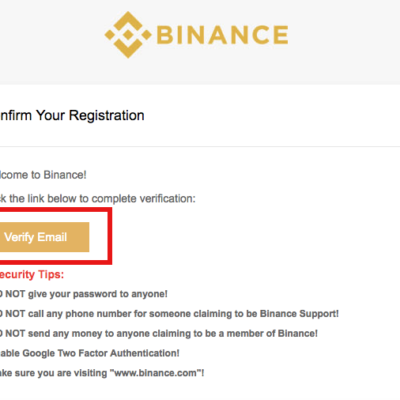 BINANCE
nfirm Your Registration
lcome to Binance!
k the link below to complete verification:
Verify Email
ecurity Tips:
O NOT give your password to anyone!
O NOT call any phone number for someone claiming to be Binance Support!
O NOT send any money to anyone claiming to be a member of Binance!
able Google Two Factor Authentication!
ke sure you are visiting "www.binance.com"!